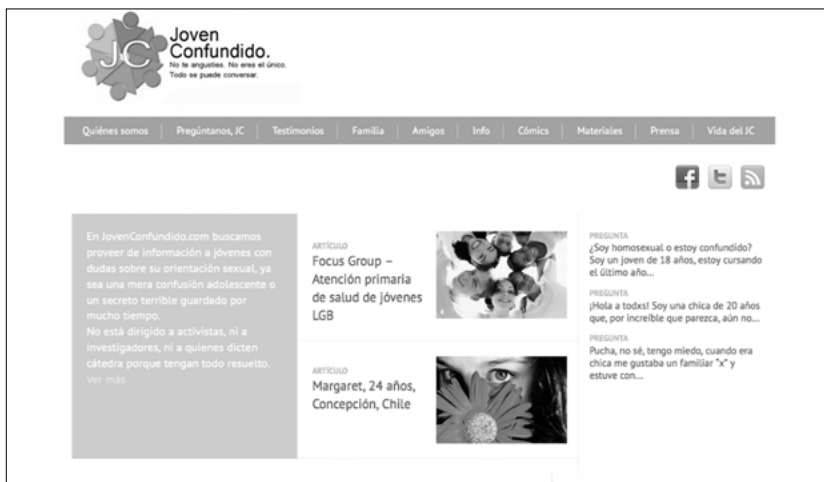 JC
Joven
Confundido.
No te angusties. No eres el único.
Todo se puede conversar.
Quiénes somos
Pregúntanos, JC
Testimonios
Familia
Amigos
Info
Cómics
Materiales
Prensa
Vida del JC
En JovenConfundido.com buscamos
proveer de información a jóvenes con
dudas sobre su orientación sexual, ya
sea una mera confusión adolescente o
un secreto terrible guardado por
mucho tiempo.
No está dirigido a activistas, ni a
investigadores, ni a quienes dicten
cátedra porque tengan todo resuelto.
Ver más
ARTÍCULO
Focus Group –
Atención primaria
de salud de jóvenes
LGB
ARTÍCULO
Margaret, 24 años,
Concepción, Chile
PREGUNTA
¿Soy homosexual o estoy confundido?
Soy un joven de 18 años, estoy cursando
el último año...
PREGUNTA
¡Hola a todxs! Soy una chica de 20 años
que, por increíble que parezca, aún no...
PREGUNTA
Pucha, no sé, tengo miedo, cuando era
chica me gustaba un familiar "x" y
estuve con...